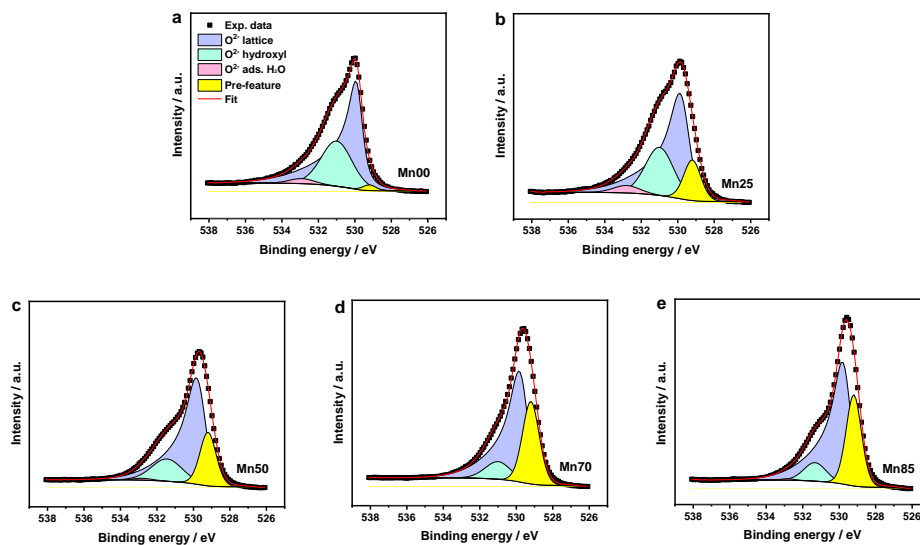 a
Exp. data
O²⁻ lattice
O²⁻ hydroxyl
O²⁻ ads. H₂O
Pre-feature
Fit
Intensity / a.u.
Mn00
538 536 534 532 530 528 526
Binding energy / eV
b
Intensity / a.u.
Mn25
538 536 534 532 530 528 526
Binding energy / eV
c
Intensity / a.u.
Mn50
538 536 534 532 530 528 526
Binding energy / eV
d
Intensity / a.u.
Mn70
538 536 534 532 530 528 526
Binding energy / eV
e
Intensity / a.u.
Mn85
538 536 534 532 530 528 526
Binding energy / eV